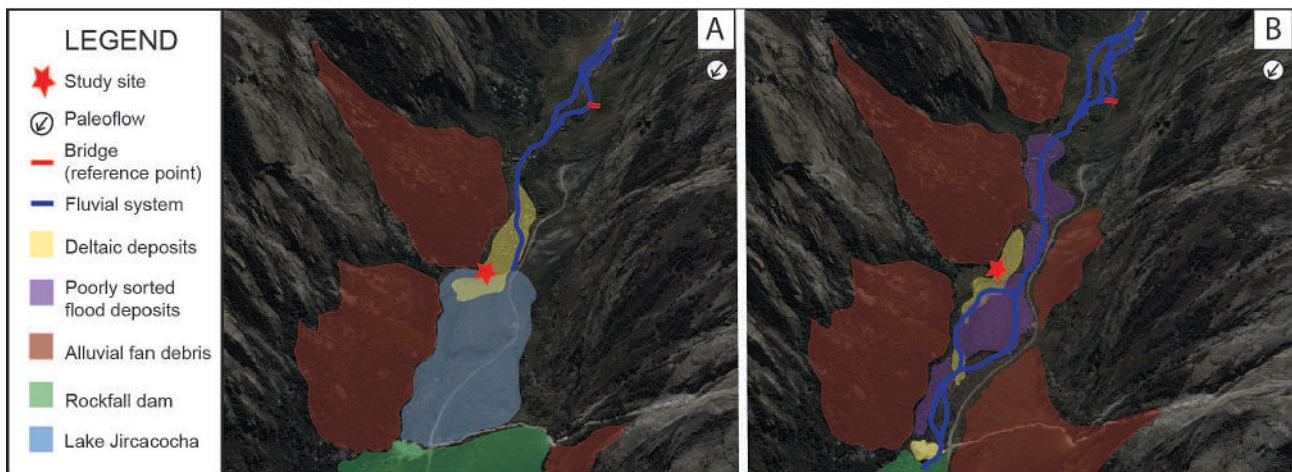 LEGEND
Study site
Paleoflow
Bridge
(reference point)
Fluvial system
Deltaic deposits
Poorly sorted
flood deposits
Alluvial fan debris
Rockfall dam
Lake Jircacocha
A
B